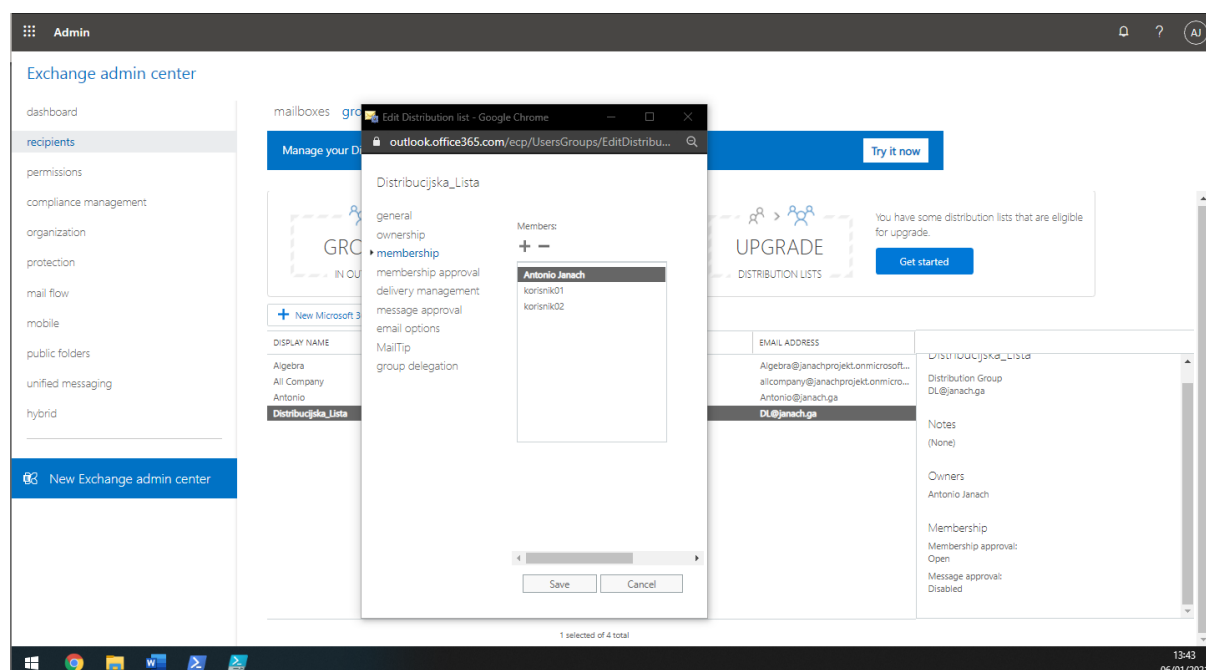 Admin
?
AJ
Exchange admin center
dashboard
recipients
permissions
compliance management
organization
protection
mail flow
mobile
public folders
unified messaging
hybrid
New Exchange admin center
mailboxes
Manage your
Try it now
IN
UPGRADE
DISTRIBUTION LISTS
You have some distribution lists that are eligible
for upgrade.
Get started
New Microsoft
DISPLAY NAME
EMAIL ADDRESS
Algebra
Algebra@janachprojekt.onmicrosoft...
All Company
allcompany@janachprojekt.onmicro...
Antonio
Antonio@janach.ga
Distribucijska_Lista
DL@janach.ga
1 selected of 4 total
Edit Distribution list - Google Chrome
outlook.office365.com/ecp/UsersGroups/EditDistribu...
Distribucijska_Lista
general
ownership
membership
membership approval
delivery management
message approval
email options
MailTip
group delegation
Members:
Antonio Janach
korisnik01
korisnik02
Save
Cancel
Distribucijska_Lista
Distribution Group
DL@janach.ga
Notes
(None)
Owners
Antonio Janach
Membership
Membership approval:
Open
Message approval:
Disabled
13:43